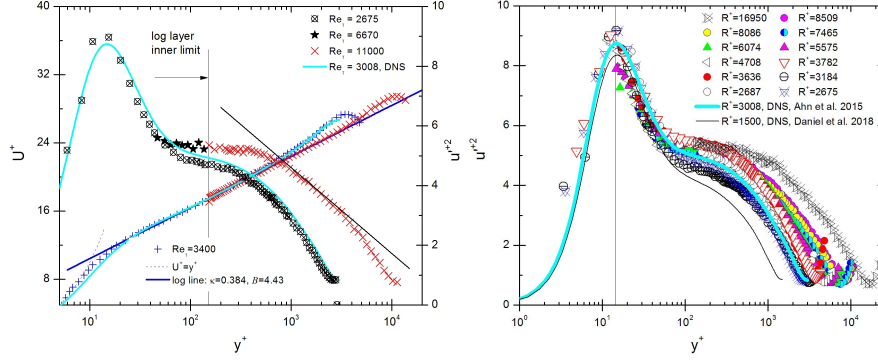 40
32
24
16
8
U⁺
10
8
6
4
2
0
u'⁺²
10¹
10²
10³
10⁴
y⁺
log layer
inner limit
Reτ = 2675
Reτ = 6670
Reτ = 11000
Reτ = 3008, DNS
Reτ=3400
U⁺=y⁺
log line: κ=0.384, B=4.43
10
8
6
4
2
0
u'⁺²
10⁰
10¹
10²
10³
10⁴
y⁺
R⁺=16950
R⁺=8509
R⁺=8086
R⁺=7465
R⁺=6074
R⁺=5575
R⁺=4708
R⁺=3782
R⁺=3636
R⁺=3184
R⁺=2687
R⁺=2675
R⁺=3008, DNS, Ahn et al. 2015
R⁺=1500, DNS, Daniel et al. 2018